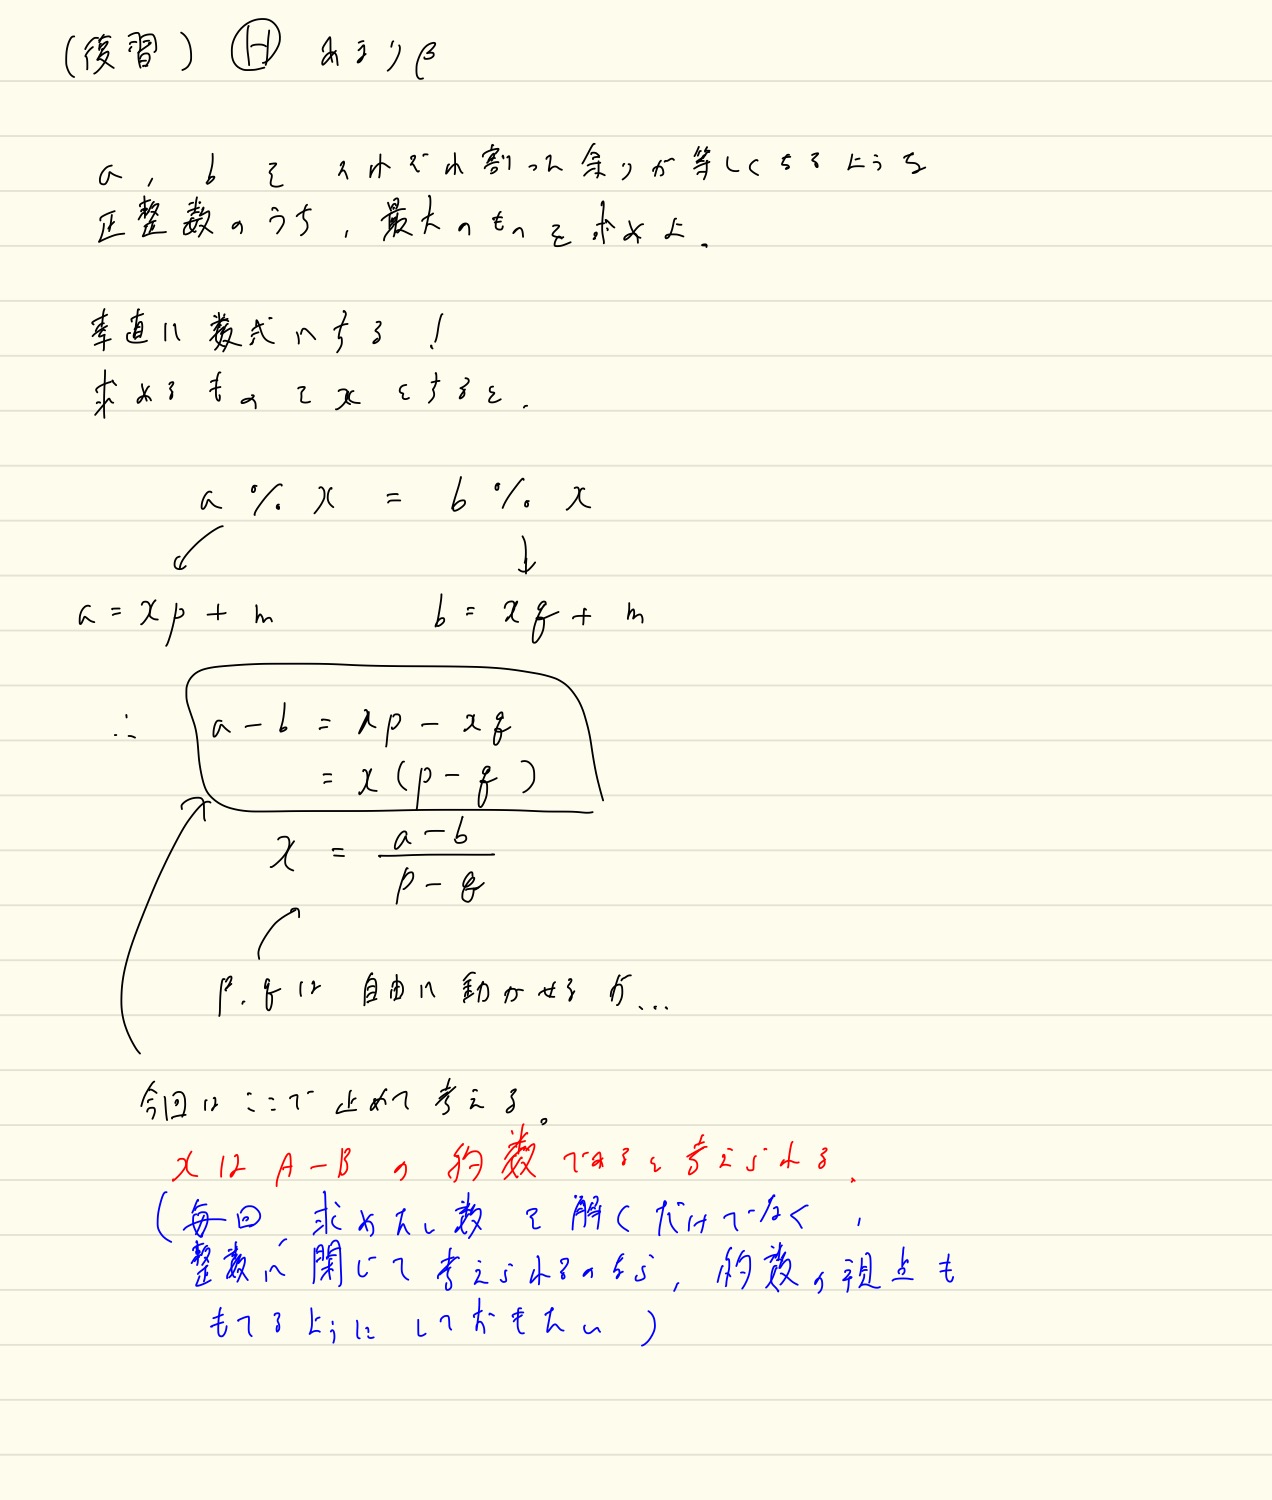 (復習) Ⓗ あまりβ
a, b を それぞれ割った余りが等しくなるような
正整数のうち, 最大のものを求めよ.
率直に数式にする!
求めるものを x とすると.
a % x = b % x
a = xp + m b = xq + m
∴ a - b = xp - xq
= x (p - q)
x = \frac{a - b}{p - q}
p. q は 自由に動かせるが...
今回は ここで止めて考える。
x は A - B の約数であると考えられる.
(毎回、求めたい数を解くだけでなく,
整数に閉じて考えられるのなら, 約数の視点も
もてるようにしておきたい)